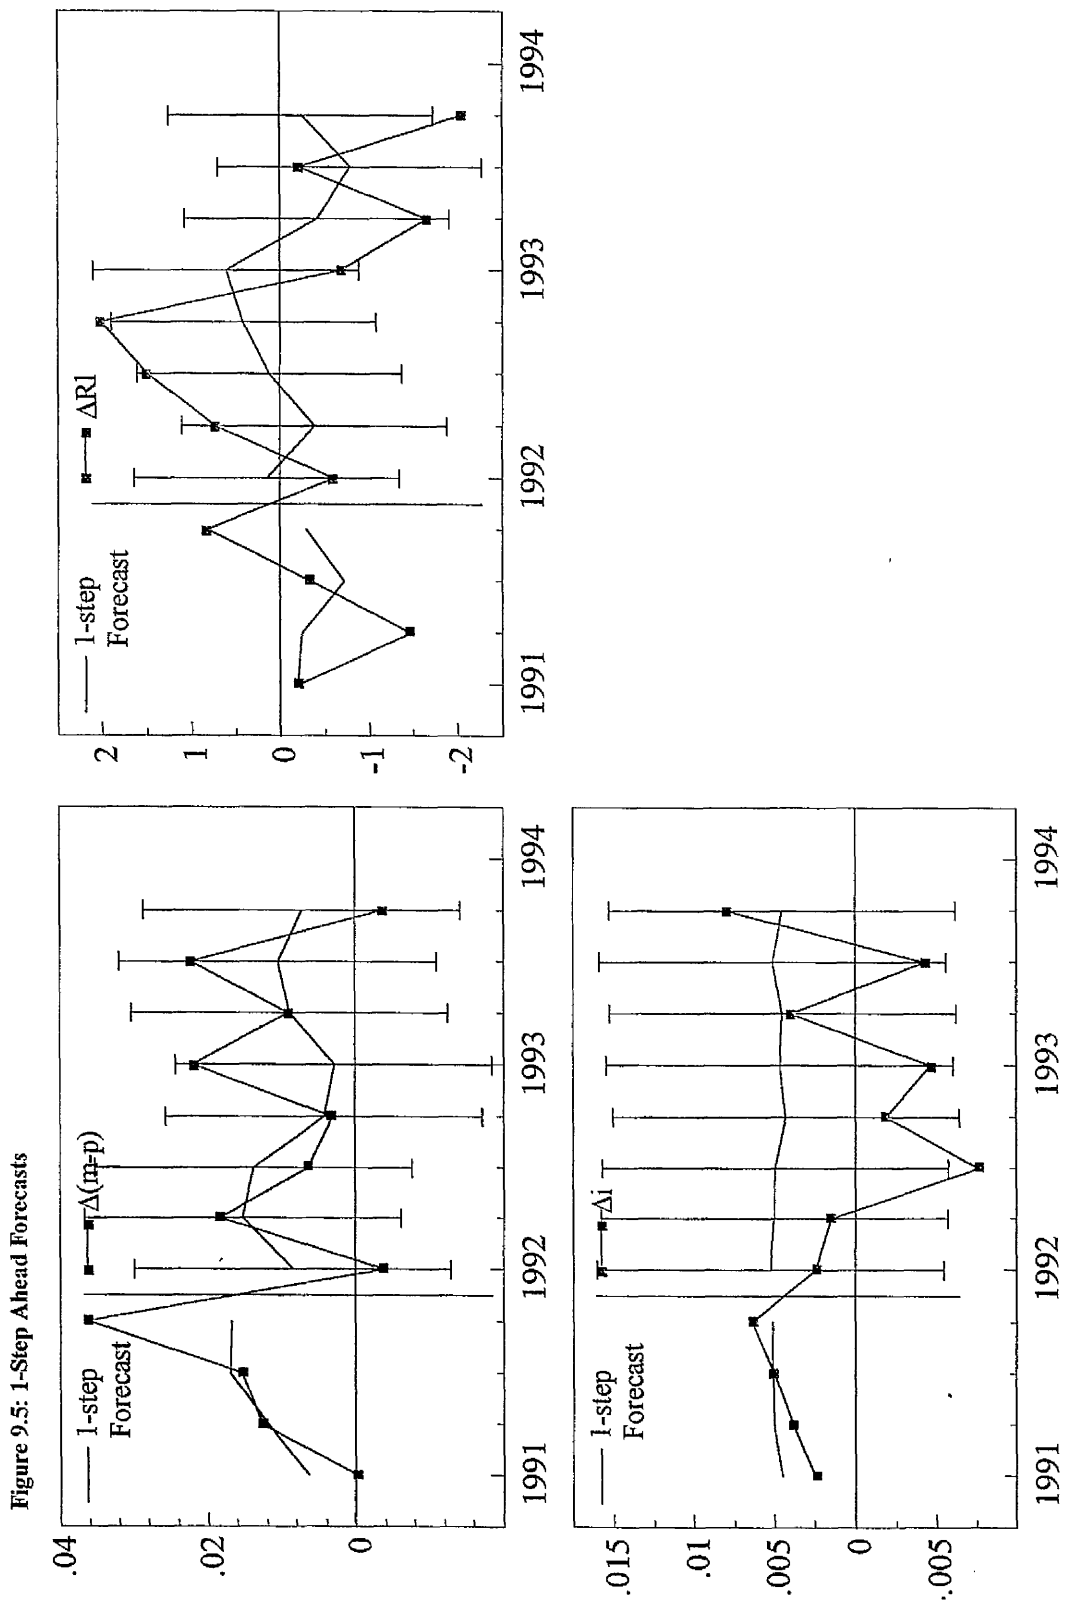 Figure 9.5: 1-Step Ahead Forecasts
1-step
Forecast
Δ(m-p)
.04
.02
0
1991
1992
1993
1994
1-step
Forecast
ΔR1
2
1
0
-1
-2
1991
1992
1993
1994
1-step
Forecast
Δi
.015
.01
.005
0
-.005
1991
1992
1993
1994